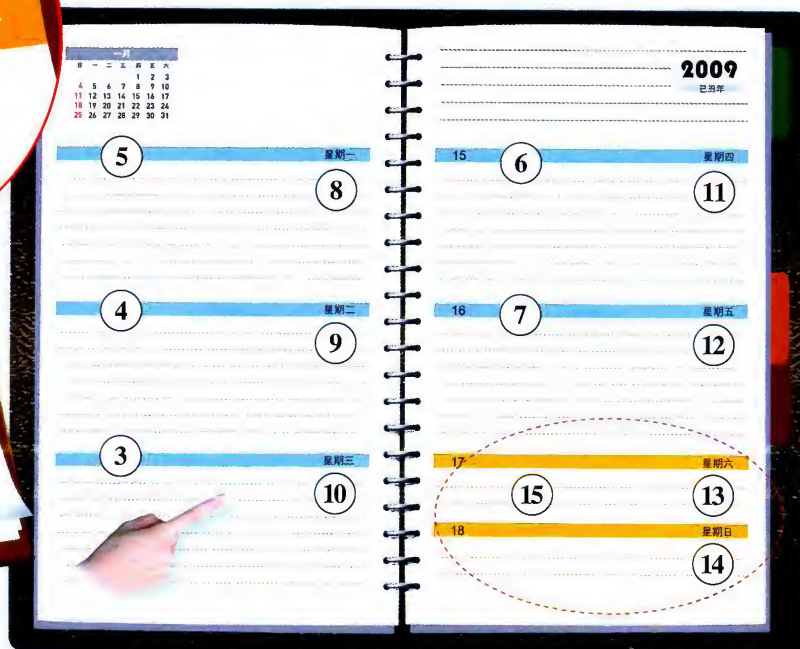 一月
日 一 二 三 四 五 六
1 2 3
4 5 6 7 8 9 10
11 12 13 14 15 16 17
18 19 20 21 22 23 24
25 26 27 28 29 30 31
5 星期一
8
4 星期二
9
3 星期三
10
2009
己丑年
15 6 星期四
11
16 7 星期五
12
17 星期六
15 13
18 星期日
14